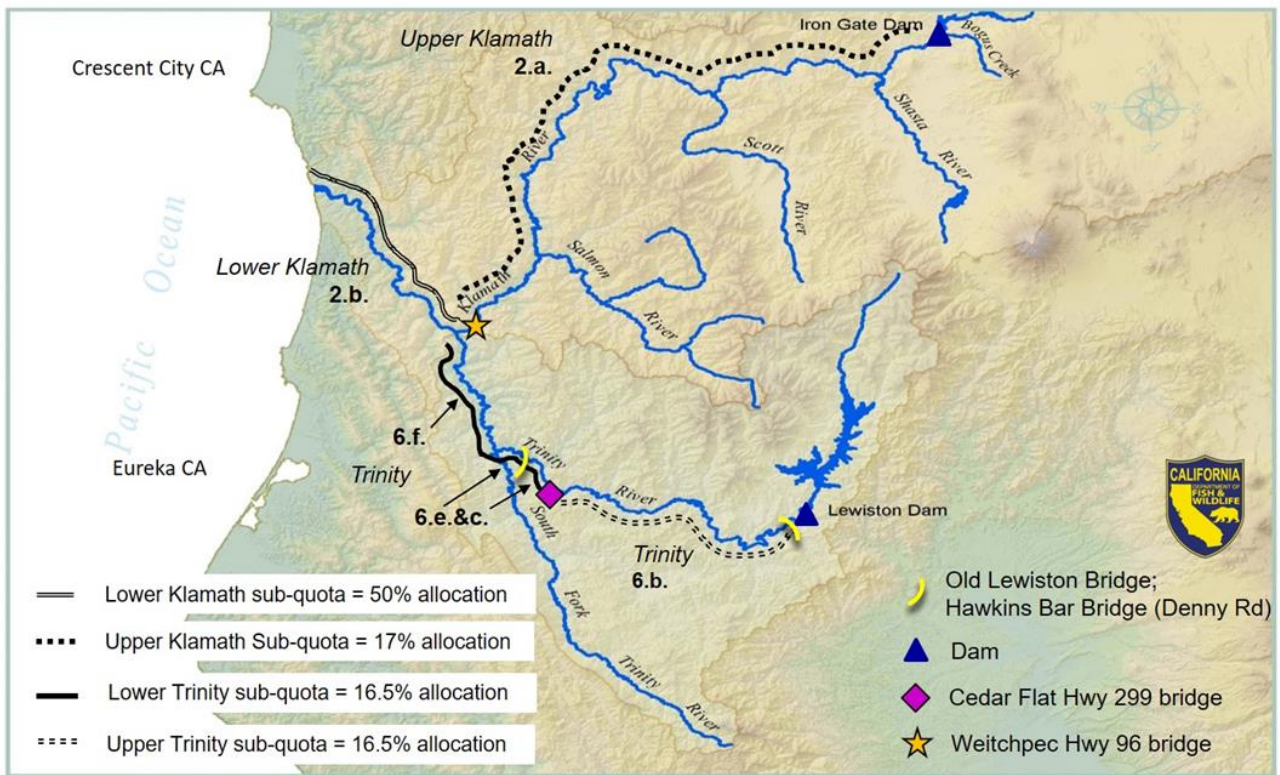 Iron Gate Dam
Bogus Creek
Upper Klamath
2.a.
Crescent City CA
Shasta
River
Scott
River
River
Pacific Ocean
Lower Klamath
2.b.
Klamath
Salmon
River
6.f.
Trinity
Eureka CA
Trinity
River
6.e.&c.
South
Fork
Trinity
River
Lewiston Dam
Trinity
6.b.
CALIFORNIA
DEPARTMENT OF
FISH &
WILDLIFE
Lower Klamath sub-quota = 50% allocation
Upper Klamath Sub-quota = 17% allocation
Lower Trinity sub-quota = 16.5% allocation
Upper Trinity sub-quota = 16.5% allocation
Old Lewiston Bridge;
Hawkins Bar Bridge (Denny Rd)
Dam
Cedar Flat Hwy 299 bridge
Weitchpec Hwy 96 bridge